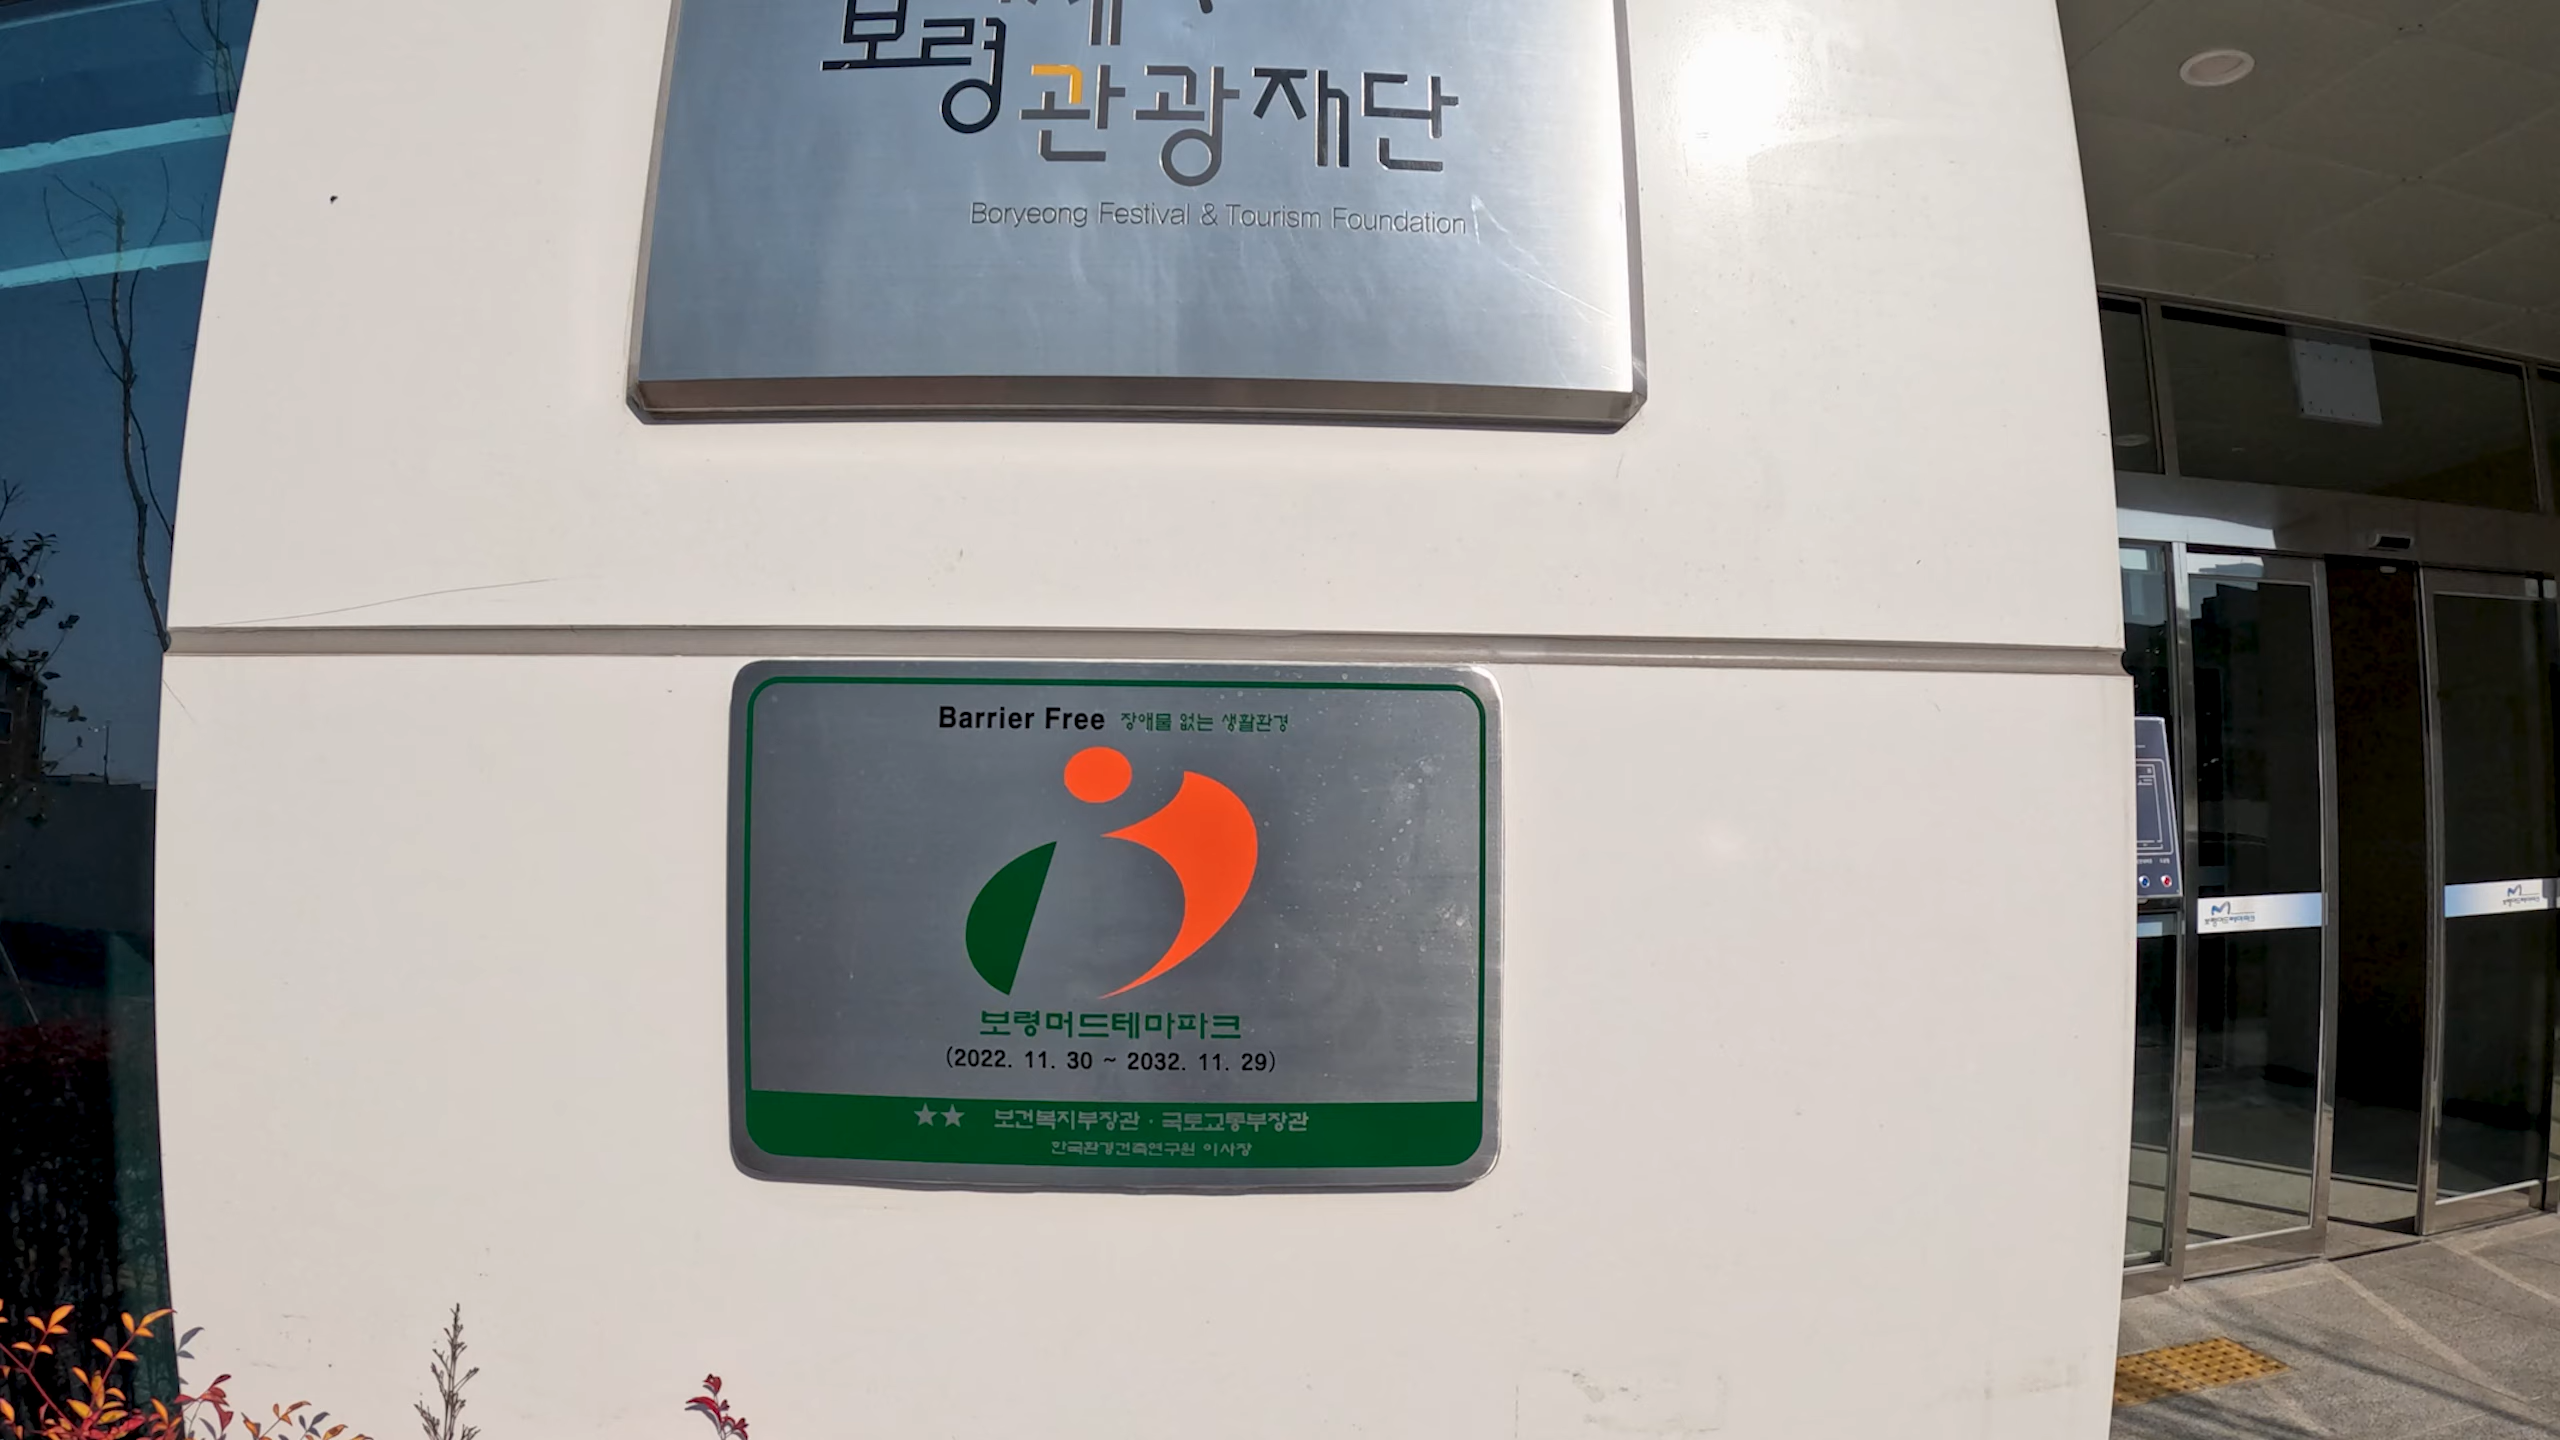 보령
관광재단
Boryeong Festival & Tourism Foundation
Barrier Free 장애물 없는 생활환경
보령머드테마파크
(2022. 11. 30 ~ 2032. 11. 29)
★★ 보건복지부장관 · 국토교통부장관
한국환경건축연구원 이사장